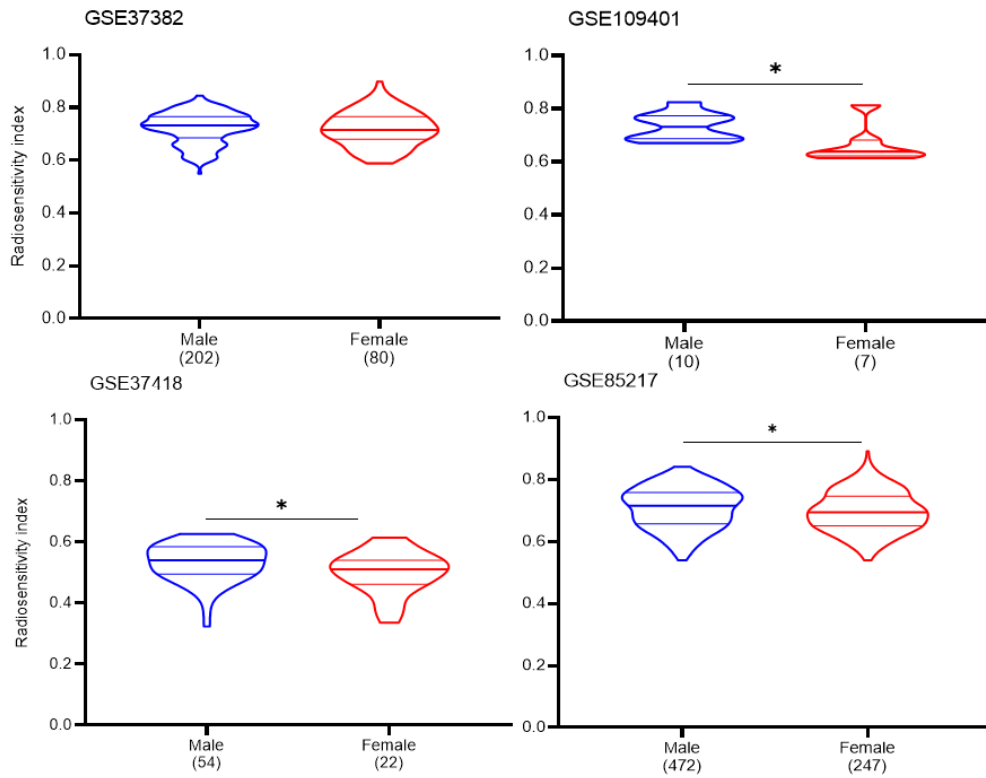 GSE37382
1.0
0.8
0.6
0.4
0.2
0.0
Radiosensitivity index
Male
(202)
Female
(80)
GSE109401
1.0
0.8
0.6
0.4
0.2
0.0
*
Male
(10)
Female
(7)
GSE37418
1.0
0.8
0.6
0.4
0.2
0.0
Radiosensitivity index
*
Male
(54)
Female
(22)
GSE85217
1.0
0.8
0.6
0.4
0.2
0.0
*
Male
(472)
Female
(247)